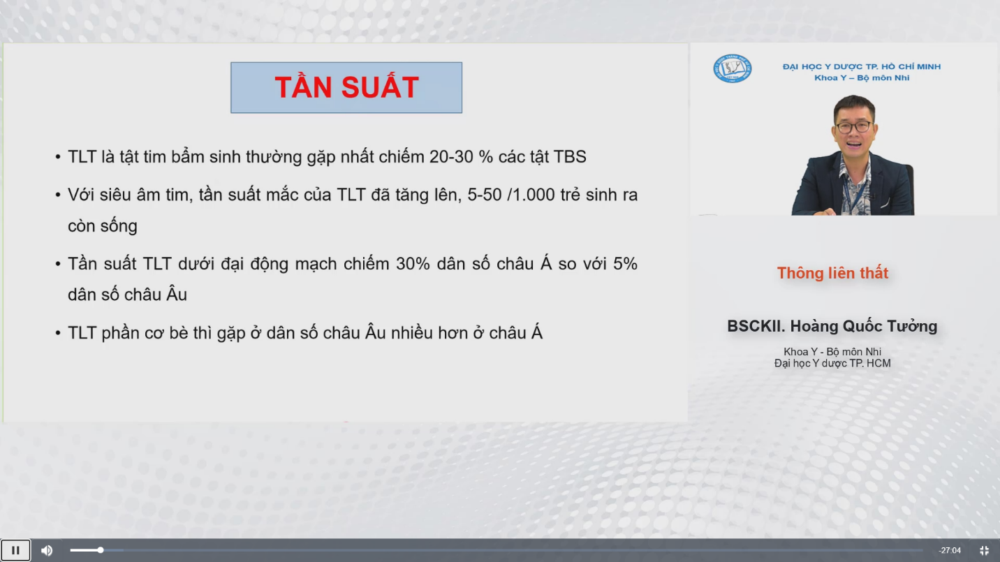 TẦN SUẤT
• TLT là tật tim bẩm sinh thường gặp nhất chiếm 20-30 % các tật TBS
• Với siêu âm tim, tần suất mắc của TLT đã tăng lên, 5-50 /1.000 trẻ sinh ra
còn sống
• Tần suất TLT dưới đại động mạch chiếm 30% dân số châu Á so với 5%
dân số châu Âu
• TLT phần cơ bè thì gặp ở dân số châu Âu nhiều hơn ở châu Á
ĐẠI HỌC Y DƯỢC TP. HỒ CHÍ MINH
Khoa Y – Bộ môn Nhi
Thông liên thất
BSCKII. Hoàng Quốc Tưởng
Khoa Y - Bộ môn Nhi
Đại học Y dược TP. HCM
-27:04